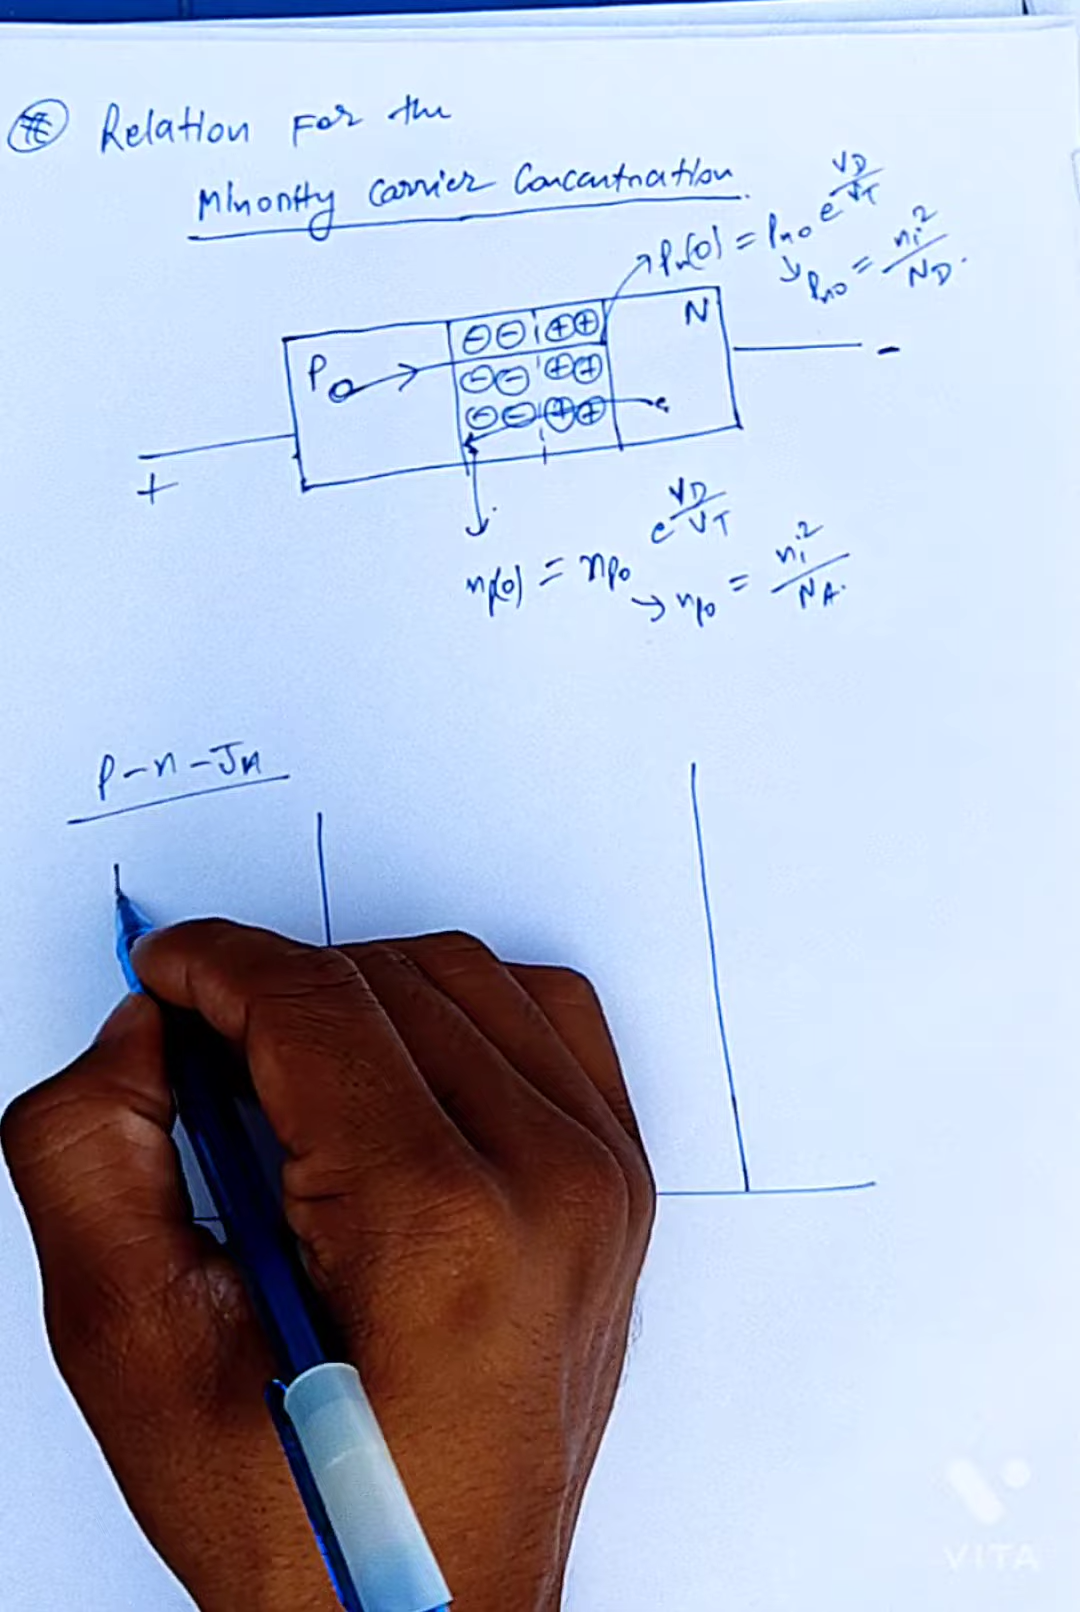 Relation For the
Minority Carrier Concentration
Pn(0) = Pno e^VD/VT
Pno = ni²/ND.
P
N
⊖ ⊖ ⊕ ⊕
⊖ ⊖ ⊕ ⊕
⊖ ⊖ ⊕ ⊕
-
+
np(0) = npo e^VD/VT
→ npo = ni²/NA.
P-n-Jn
VITA